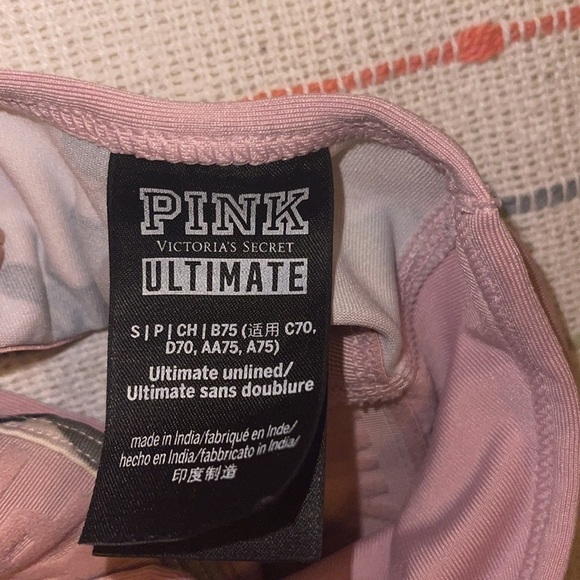 PINK
VICTORIA'S SECRET
ULTIMATE
S | P | CH | B75 (适用 C70,
D70, AA75, A75)
Ultimate unlined/
Ultimate sans doublure
made in India/fabriqué en Inde/
hecho en India/fabbricato in India/
印度制造